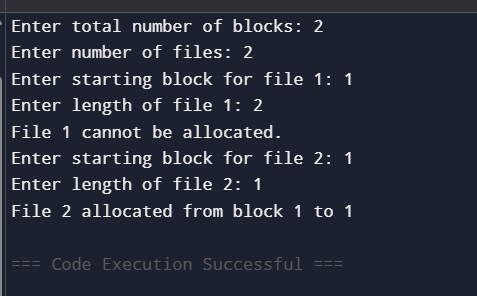 Enter total number of blocks: 2
Enter number of files: 2
Enter starting block for file 1: 1
Enter length of file 1: 2
File 1 cannot be allocated.
Enter starting block for file 2: 1
Enter length of file 2: 1
File 2 allocated from block 1 to 1
=== Code Execution Successful ===